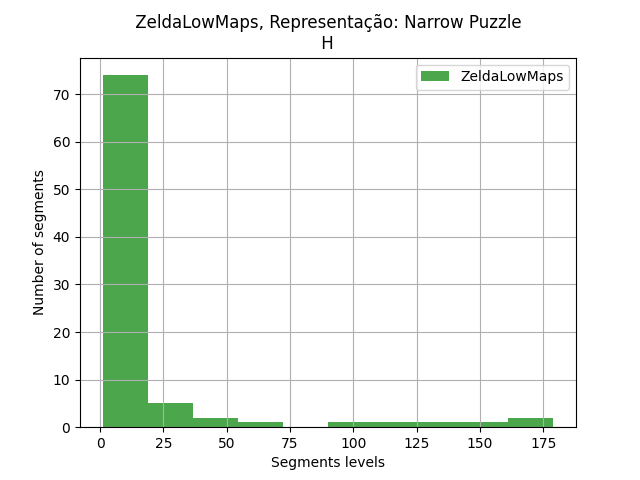 ZeldaLowMaps, Representação: Narrow Puzzle
H
ZeldaLowMaps
Number of segments
70
60
50
40
30
20
10
0
0 25 50 75 100 125 150 175
Segments levels